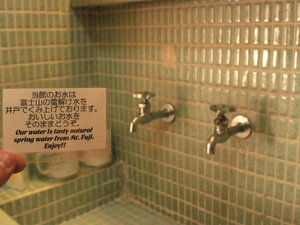 当館のお水は
富士山の雪解け水を
井戸でくみ上げております。
おいしいお水を
そのままどうぞ。
Our water is tasty natural
spring water from Mt. Fuji.
Enjoy!!